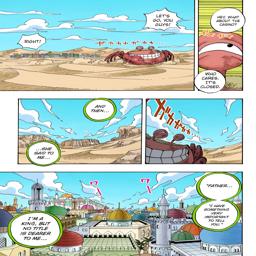 HEY, WHAT
ABOUT THE
CASINO?
WHO
CARES.
IT'S
CLOSED.
LET'S
GO, YOU
GUYS!
RIGHT!
AND
THEN...
...SHE
SAID TO
ME...
"FATHER...
"I HAVE
SOMETHING
VERY
IMPORTANT
TO TELL
YOU."
I'M A
KING, BUT
NO TITLE
IS DEARER
TO ME...